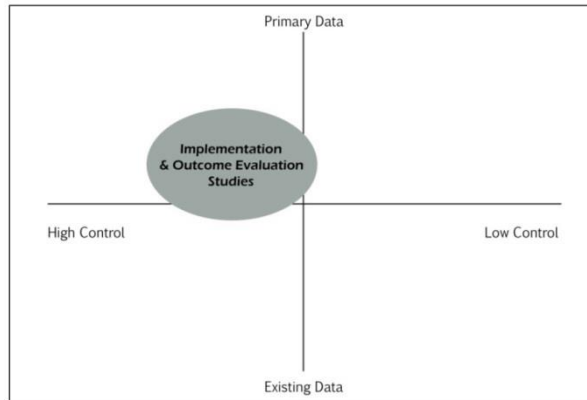 Primary Data
Implementation
& Outcome Evaluation
Studies
High Control
Low Control
Existing Data